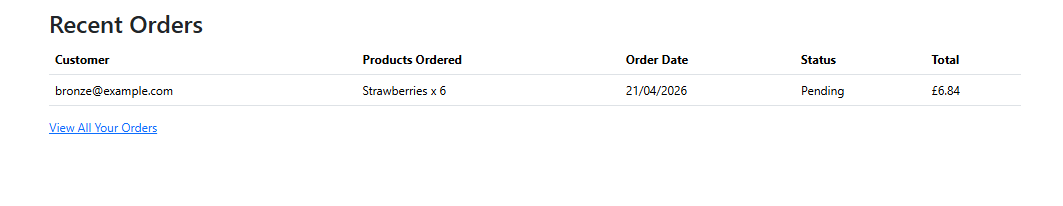 Recent Orders
Customer Products Ordered Order Date Status Total
bronze@example.com Strawberries x 6 21/04/2026 Pending £6.84
View All Your Orders